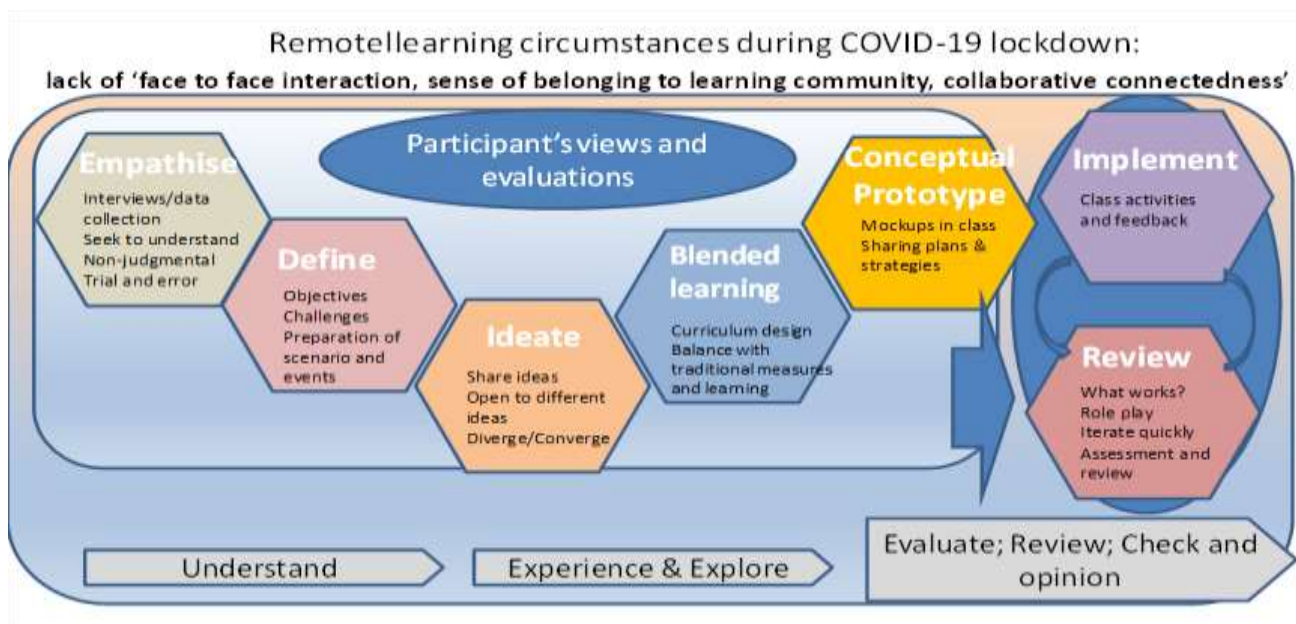 Remotellearning circumstances during COVID-19 lockdown:
lack of ‘face to face interaction, sense of belonging to learning community, collaborative connectedness’
Participant’s views and
evaluations
Empathise
Interviews/data
collection
Seek to understand
Non-judgmental
Trial and error
Define
Objectives
Challenges
Preparation of
scenario and
events
Ideate
Share ideas
Open to different
ideas
Diverge/Converge
Blended
learning
Curriculum design
Balance with
traditional measures
and learning
Conceptual
Prototype
Mockups in class
Sharing plans &
strategies
Implement
Class activities
and feedback
Review
What works?
Role play
Iterate quickly
Assessment and
review
Understand
Experience & Explore
Evaluate; Review; Check and
opinion